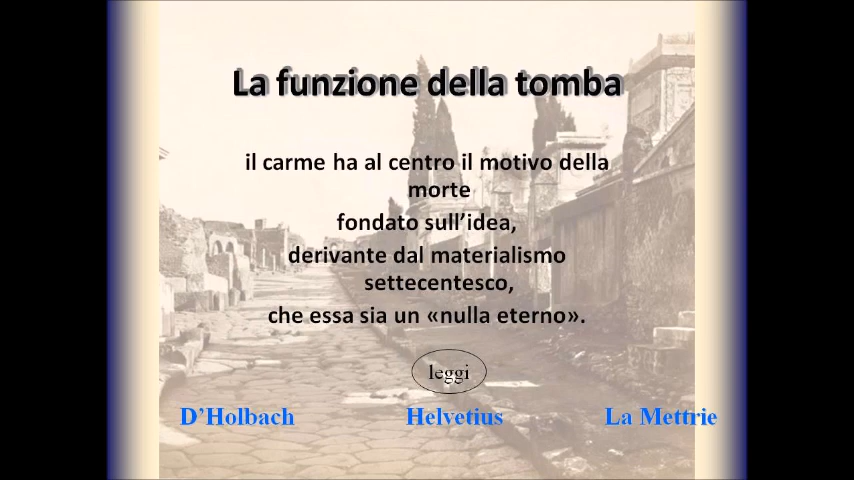 La funzione della tomba
il carme ha al centro il motivo della
morte
fondato sull’idea,
derivante dal materialismo
settecentesco,
che essa sia un «nulla eterno».
leggi
D’Holbach Helvetius La Mettrie